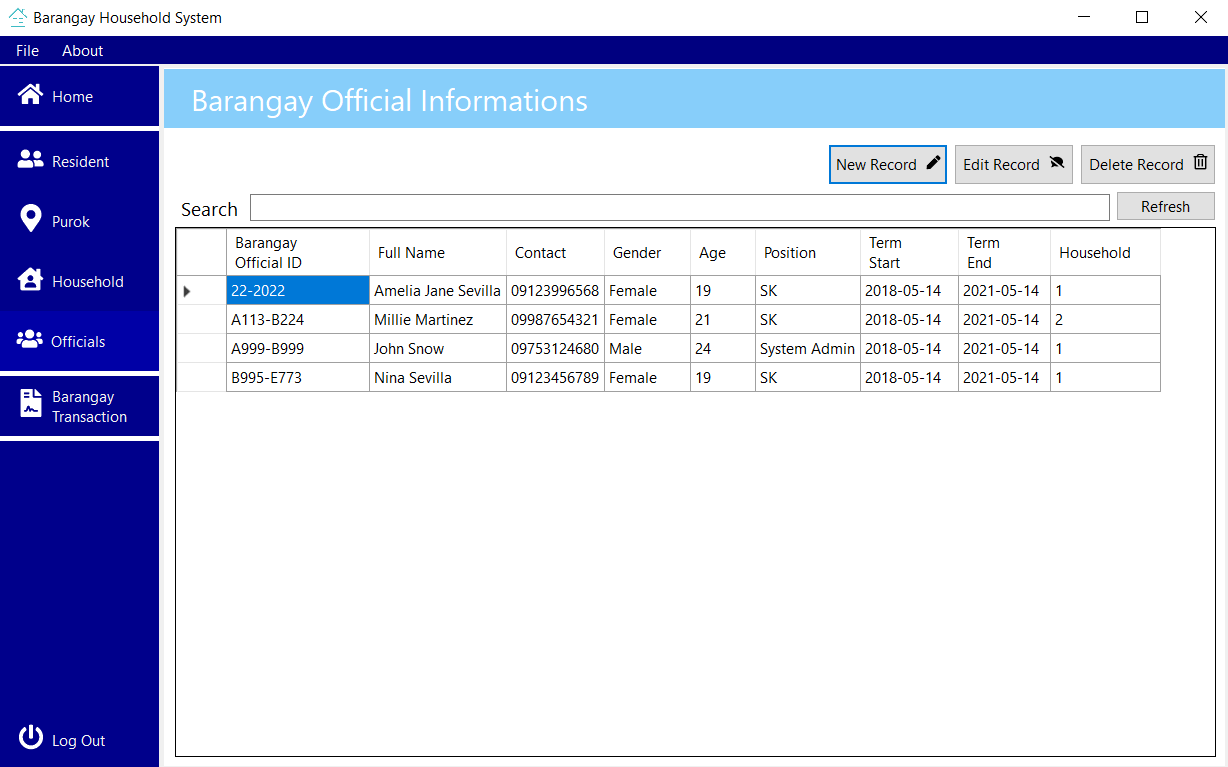 Barangay Household System
File About
Home
Resident
Purok
Household
Officials
Barangay
Transaction
Log Out
Barangay Official Informations
New Record Edit Record Delete Record
Search Refresh
Barangay
Official ID Full Name Contact Gender Age Position Term
Start Term
End Household
22-2022 Amelia Jane Sevilla 09123996568 Female 19 SK 2018-05-14 2021-05-14 1
A113-B224 Millie Martinez 09987654321 Female 21 SK 2018-05-14 2021-05-14 2
A999-B999 John Snow 09753124680 Male 24 System Admin 2018-05-14 2021-05-14 1
B995-E773 Nina Sevilla 09123456789 Female 19 SK 2018-05-14 2021-05-14 1